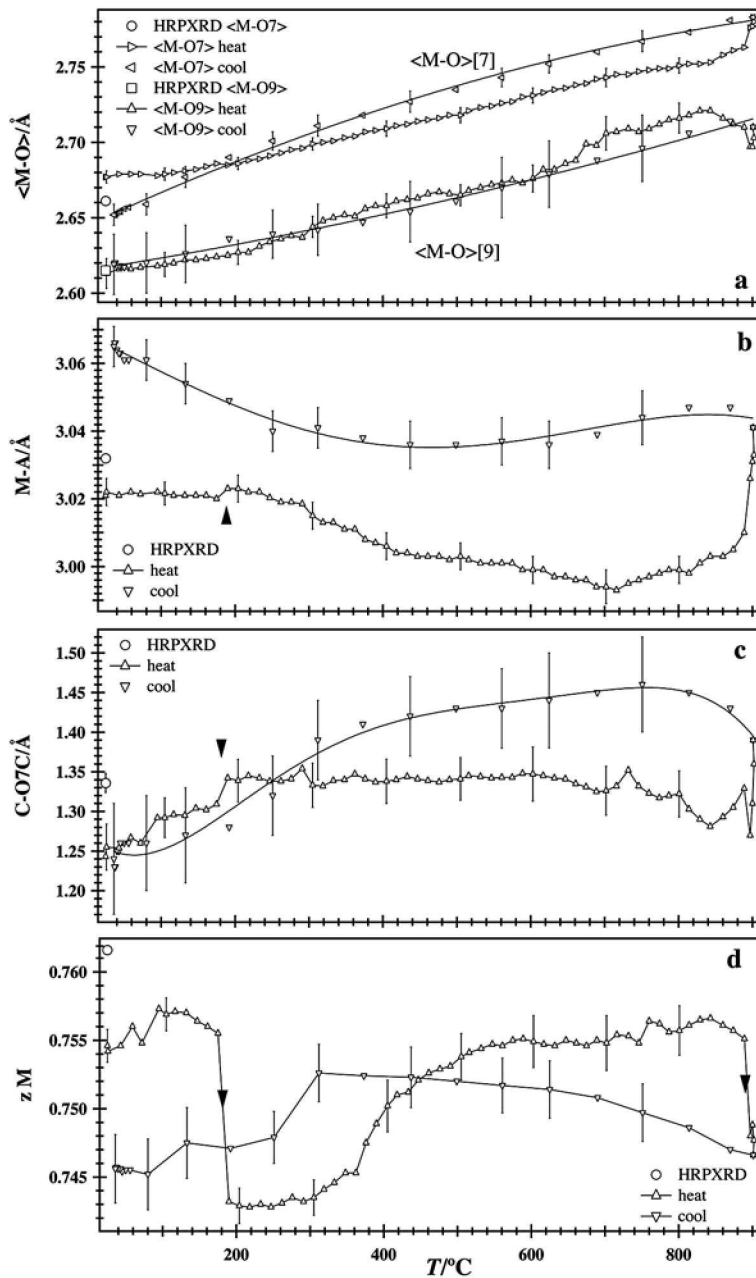 HRPXRD <M-O7>
<M-O7> heat
<M-O7> cool
HRPXRD <M-O9>
<M-O9> heat
<M-O9> cool
<M-O>[7]
<M-O>[9]
<M-O>/Å
2.75
2.70
2.65
2.60
a
b
M-A/Å
3.06
3.04
3.02
3.00
HRPXRD
heat
cool
c
HRPXRD
heat
cool
C-O7C/Å
1.50
1.45
1.40
1.35
1.30
1.25
1.20
d
z M
0.760
0.755
0.750
0.745
HRPXRD
heat
cool
200 400 600 800
T/°C